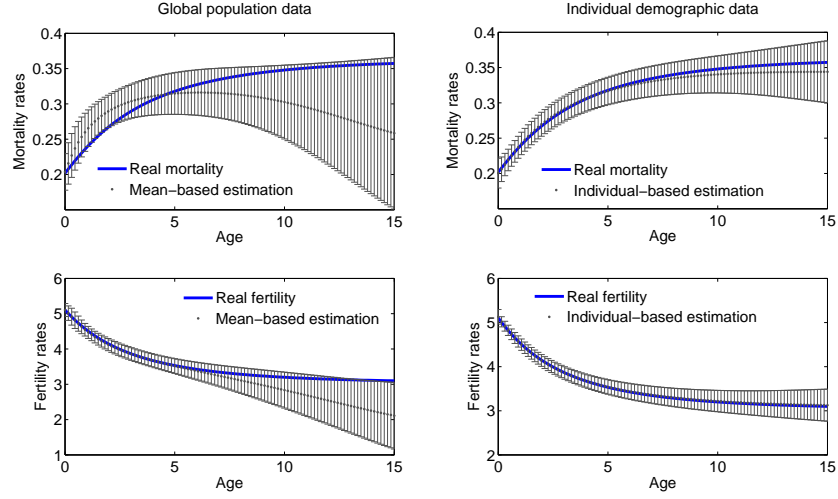 Global population data
Individual demographic data
0.4
0.35
0.3
0.25
0.2
Mortality rates
Real mortality
Mean−based estimation
0 5 10 15
Age
0.4
0.35
0.3
0.25
0.2
Mortality rates
Real mortality
Individual−based estimation
0 5 10 15
Age
6
5
4
3
2
1
Fertility rates
Real fertility
Mean−based estimation
0 5 10 15
Age
6
5
4
3
2
Fertility rates
Real fertility
Individual−based estimation
0 5 10 15
Age